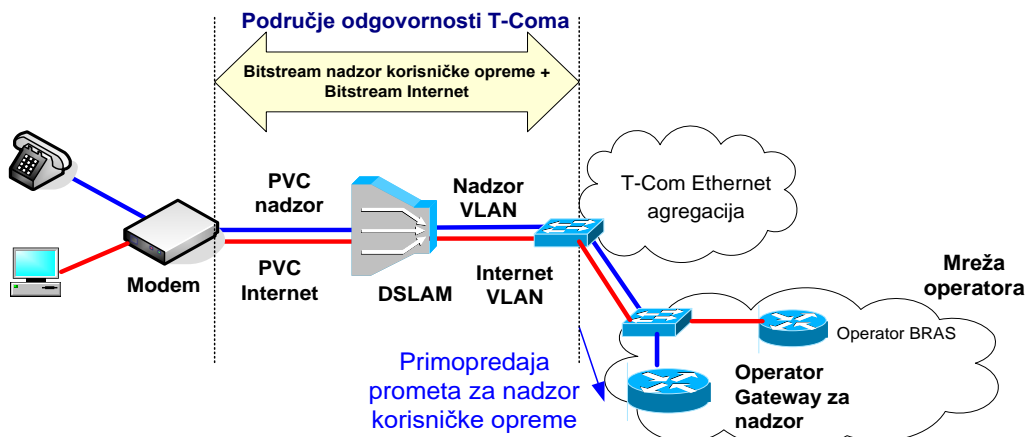 Područje odgovornosti T-Coma
Bitstream nadzor korisničke opreme +
Bitstream Internet
PVC
nadzor
Nadzor
VLAN
T-Com Ethernet
agregacija
Modem
PVC
Internet
DSLAM
Internet
VLAN
Mreža
operatora
Operator BRAS
Primopredaja
prometa za nadzor
korisničke opreme
Operator
Gateway za
nadzor